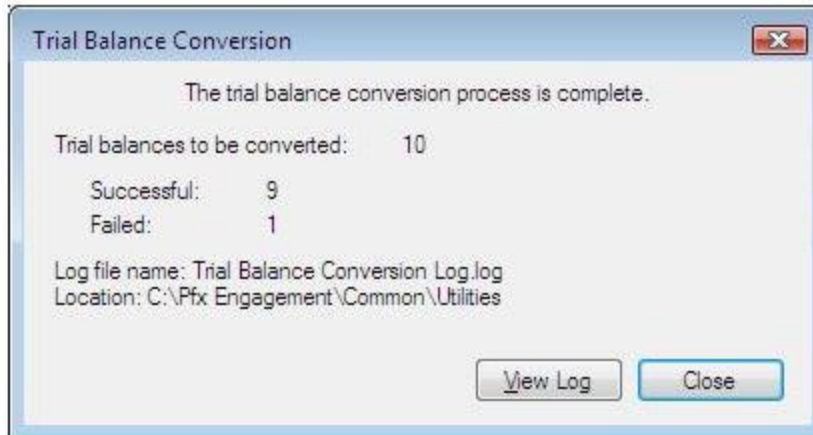 Trial Balance Conversion
The trial balance conversion process is complete.
Trial balances to be converted: 10
Successful: 9
Failed: 1
Log file name: Trial Balance Conversion Log.log
Location: C:\Pfx Engagement\Common\Utilities
View Log Close